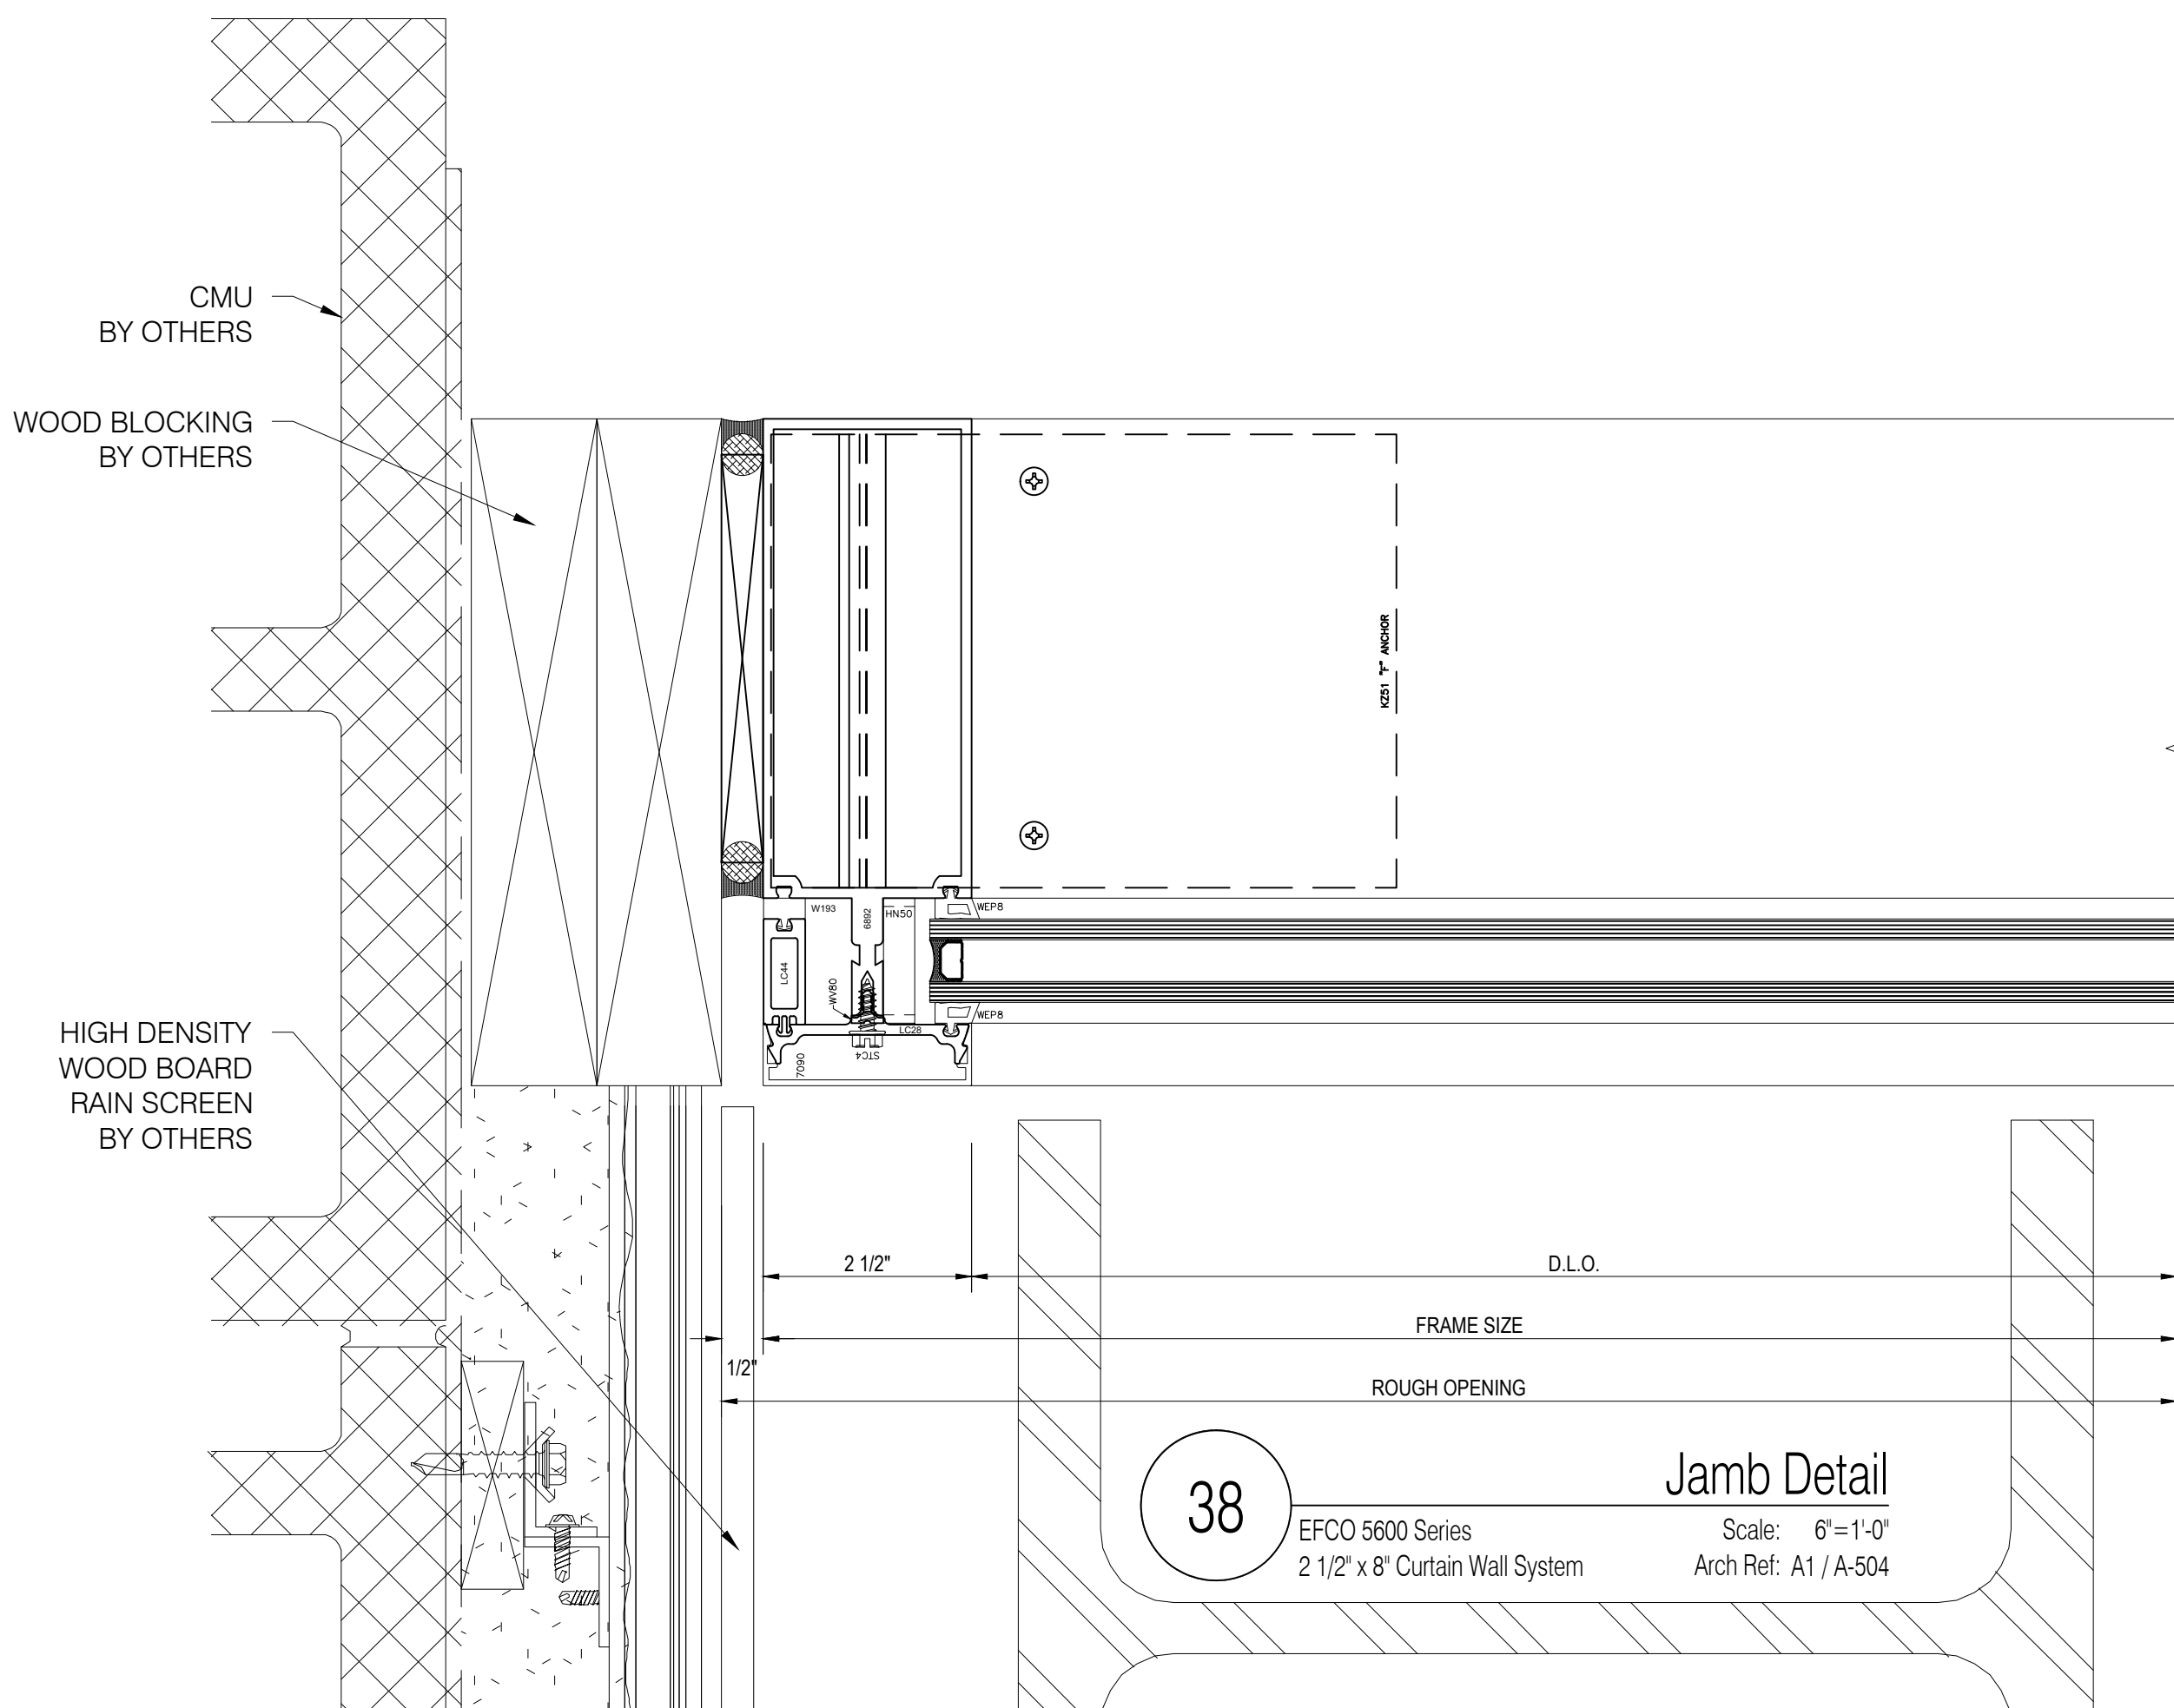 CMU
BY OTHERS
WOOD BLOCKING
BY OTHERS
KZ51 "F" ANCHOR
W193
6892
HN50
WEP8
LC44
WV80
WEP8
LC28
STC4
7090
HIGH DENSITY
WOOD BOARD
RAIN SCREEN
BY OTHERS
2 1/2"
D.L.O.
FRAME SIZE
1/2"
ROUGH OPENING
38
Jamb Detail
EFCO 5600 Series
Scale: 6"=1'-0"
2 1/2" x 8" Curtain Wall System
Arch Ref: A1 / A-504